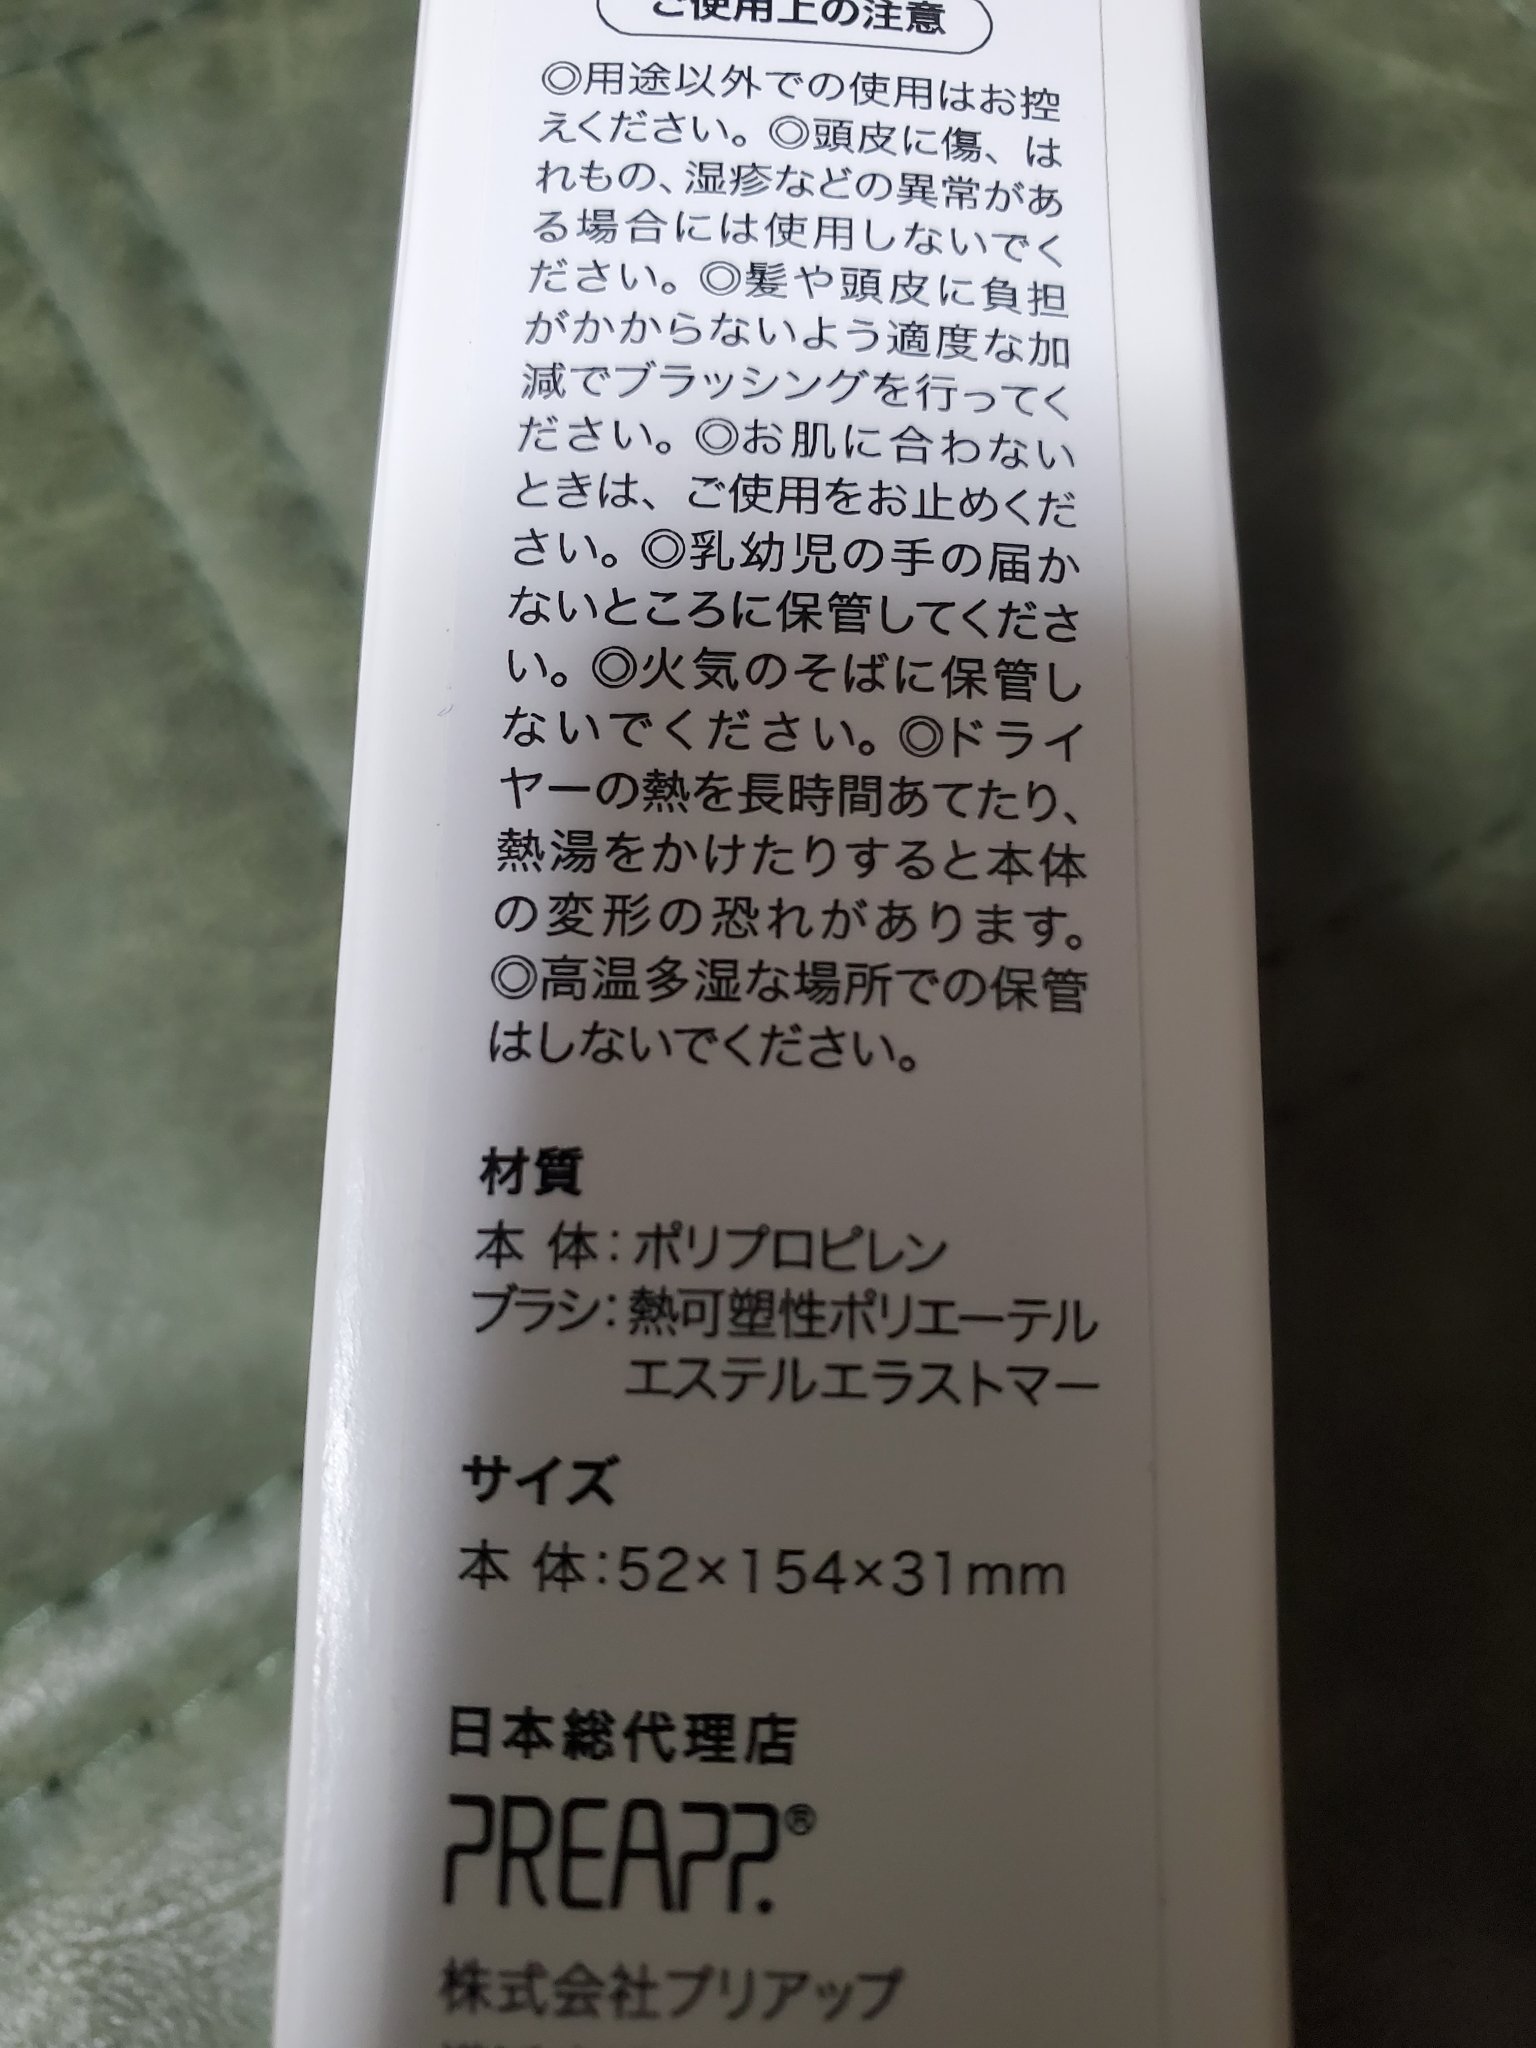 ご使用上の注意
◎用途以外での使用はお控
えください。◎頭皮に傷、は
れもの、湿疹などの異常があ
る場合には使用しないでく
ださい。◎髪や頭皮に負担
がかからないよう適度な加
減でブラッシングを行ってく
ださい。◎お肌に合わない
ときは、ご使用をお止めくだ
さい。◎乳幼児の手の届か
ないところに保管してくださ
い。◎火気のそばに保管し
ないでください。◎ドライ
ヤーの熱を長時間あてたり、
熱湯をかけたりすると本体
の変形の恐れがあります。
◎高温多湿な場所での保管
はしないでください。
材質
本 体：ポリプロピレン
ブラシ：熱可塑性ポリエーテル
エステルエラストマー
サイズ
本 体：52×154×31mm
日本総代理店
PREAPP.®
株式会社プリアップ